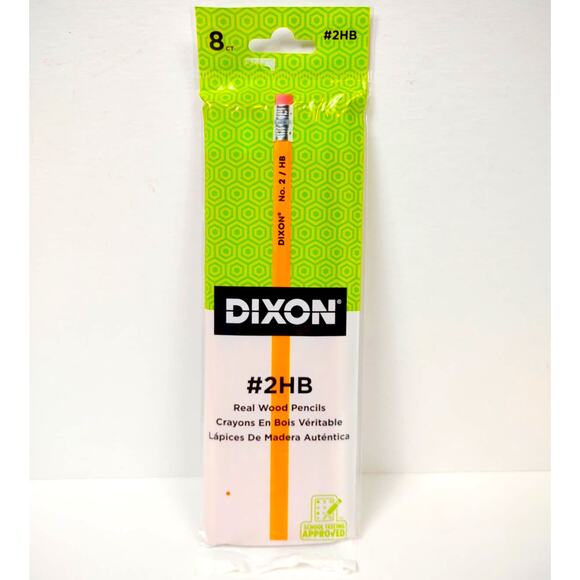 8 CT
#2HB
DIXON® No. 2 / HB
DIXON®
#2HB
Real Wood Pencils
Crayons En Bois Véritable
Lápices De Madera Auténtica
SCHOOL TESTING
APPROVED